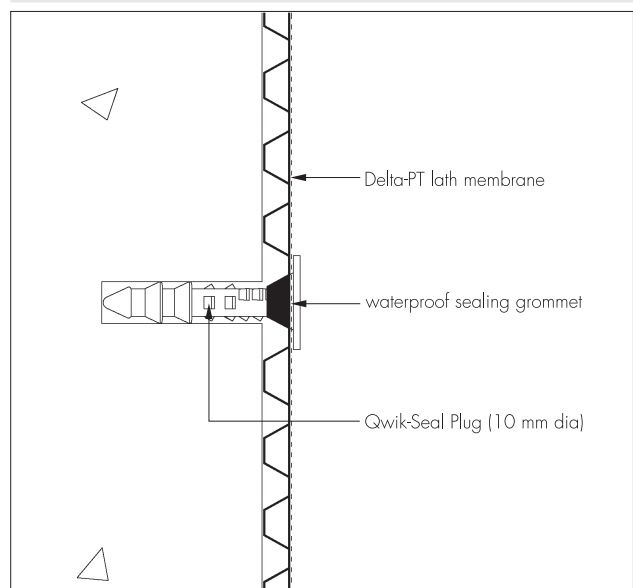 Delta-PT lath membrane
waterproof sealing grommet
Qwik-Seal Plug (10 mm dia)